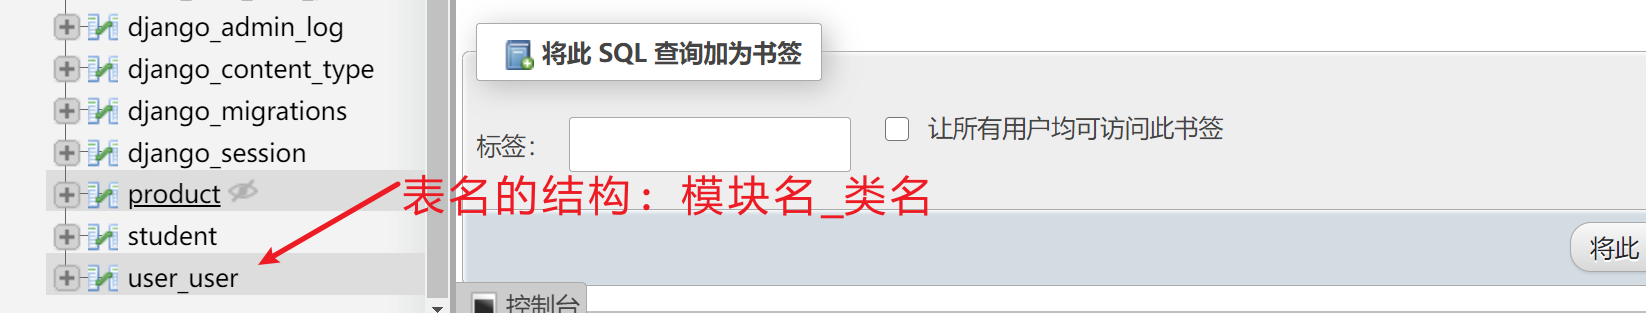 django_admin_log
django_content_type
django_migrations
django_session
product
student
user_user
将此 SQL 查询加为书签
标签：
让所有用户均可访问此书签
表名的结构：模块名_类名
将此
控制台